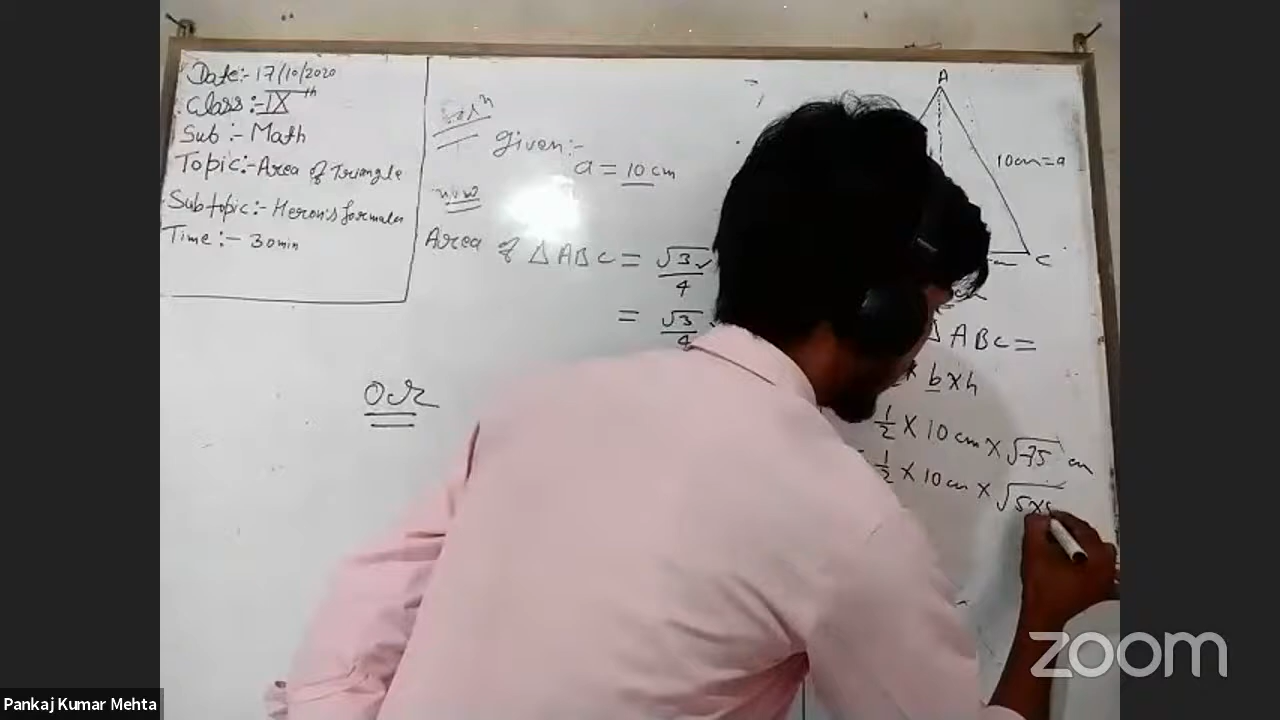 Date:- 17/10/2020
Class:- IXth
Sub:- Math
Topic:- Area of Triangle
Subtopic:- Heron's formula
Time:- 30min
Solⁿ
given:-
a = 10 cm
now
Area of △ABC = √3/4
= √3/4
OR
A
10cm=a
C
cm
△ABC =
× b × h
1/2 × 10 cm × √75 cm
1/2 × 10 cm × √5×5
zoom
Pankaj Kumar Mehta